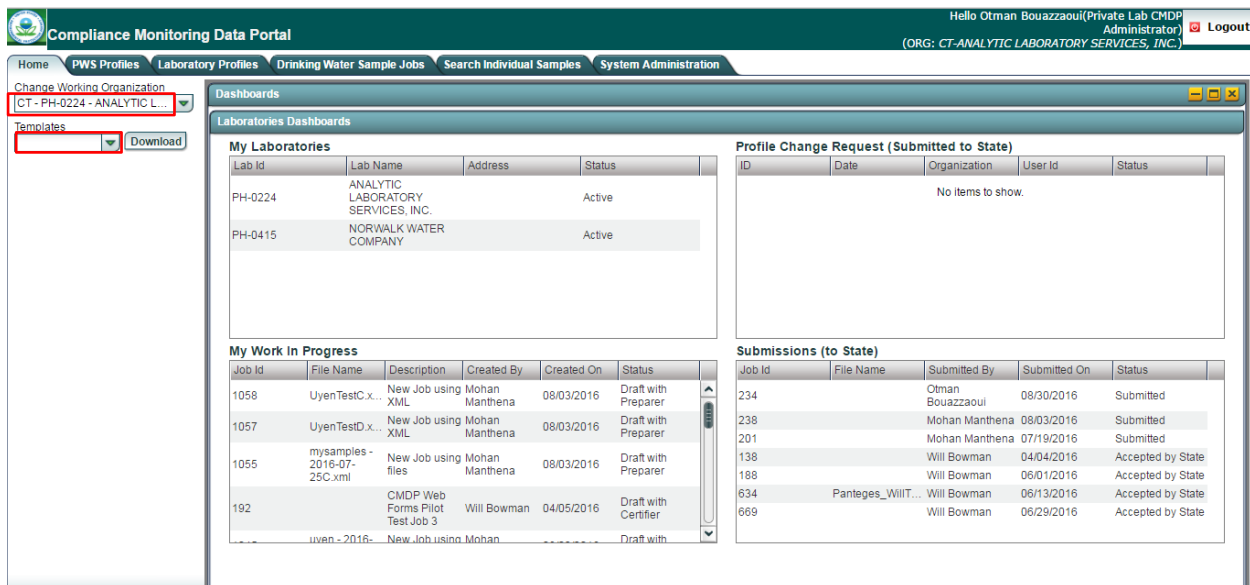 Hello Otman Bouazzaoui(Private Lab CMDP
Administrator)
(ORG: CT-ANALYTIC LABORATORY SERVICES, INC.)
Logout
Compliance Monitoring Data Portal
Home PWS Profiles Laboratory Profiles Drinking Water Sample Jobs Search Individual Samples System Administration
Change Working Organization
CT - PH-0224 - ANALYTIC L...
Templates
Download
Dashboards
Laboratories Dashboards
My Laboratories
Lab Id Lab Name Address Status
PH-0224 ANALYTIC
LABORATORY
SERVICES, INC. Active
PH-0415 NORWALK WATER
COMPANY Active
Profile Change Request (Submitted to State)
ID Date Organization User Id Status
No items to show.
My Work In Progress
Job Id File Name Description Created By Created On Status
1058 UyenTestC.x... New Job using XML Mohan Manthena 08/03/2016 Draft with Preparer
1057 UyenTestD.x... New Job using XML Mohan Manthena 08/03/2016 Draft with Preparer
1055 mysamples - 2016-07-25C.xml New Job using files Mohan Manthena 08/03/2016 Draft with Preparer
192 CMDP Web Forms Pilot Test Job 3 Will Bowman 04/05/2016 Draft with Certifier
uyen - 2016- New Job using Mohan Draft with
Submissions (to State)
Job Id File Name Submitted By Submitted On Status
234 Otman Bouazzaoui 08/30/2016 Submitted
238 Mohan Manthena 08/03/2016 Submitted
201 Mohan Manthena 07/19/2016 Submitted
138 Will Bowman 04/04/2016 Accepted by State
188 Will Bowman 06/01/2016 Accepted by State
634 Panteges_WillT... Will Bowman 06/13/2016 Accepted by State
669 Will Bowman 06/29/2016 Accepted by State